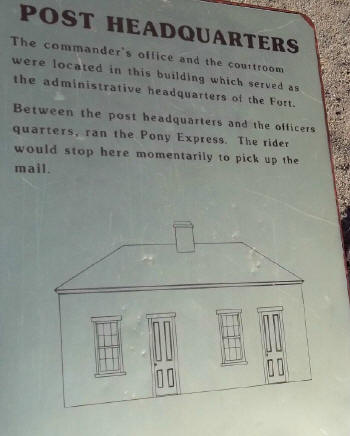 POST HEADQUARTERS
The commander's office and the courtroom
were located in this building which served as
the administrative headquarters of the Fort.
Between the post headquarters and the officers
quarters, ran the Pony Express. The rider
would stop here momentarily to pick up the
mail.